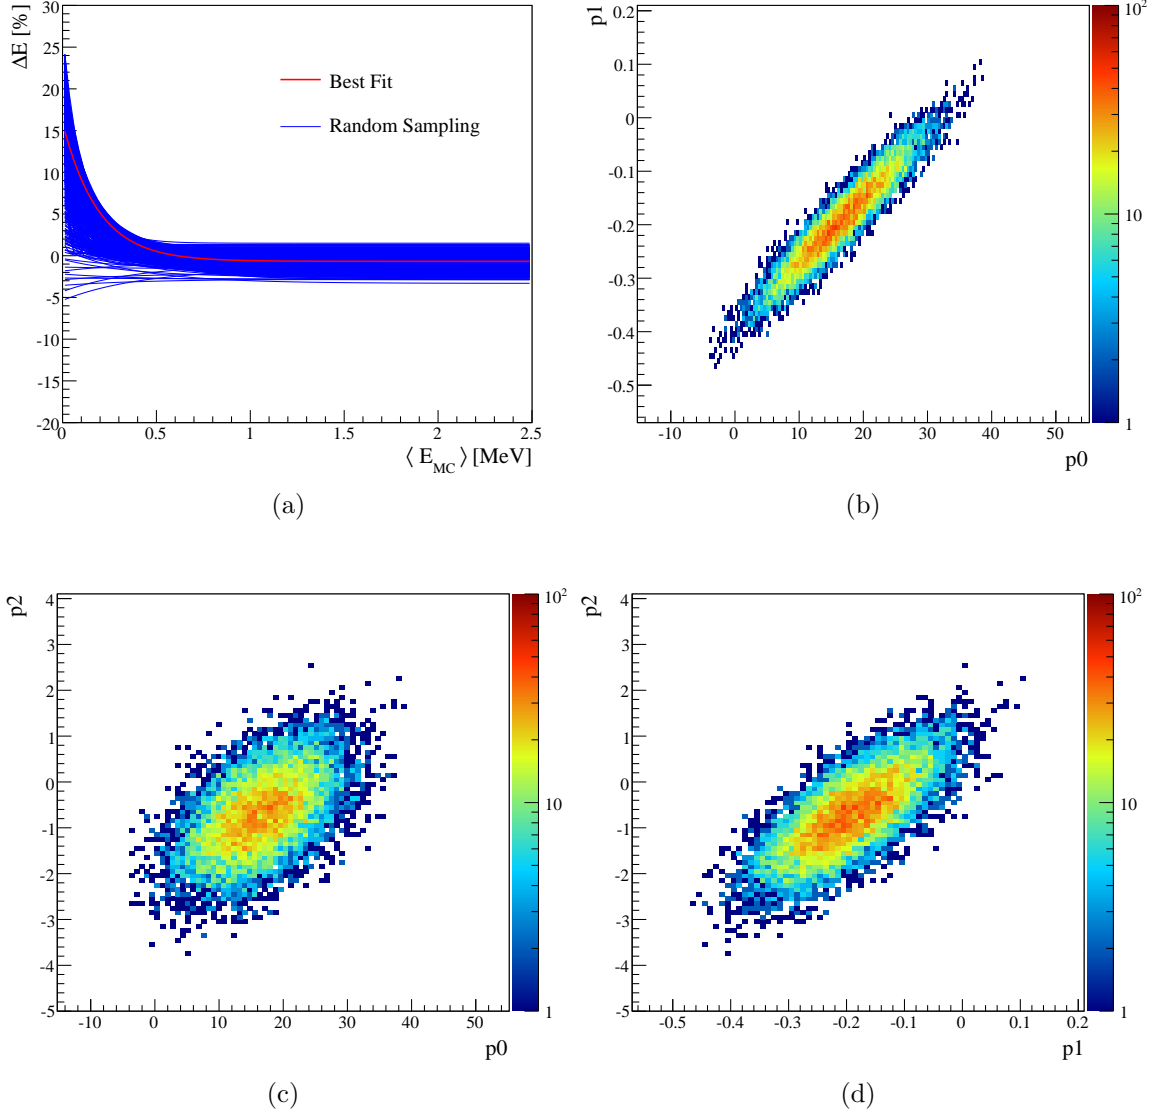 ΔE [%]
30
25
20
15
10
5
0
-5
-10
-15
-20
0 0.5 1 1.5 2 2.5
⟨ E_MC ⟩ [MeV]
Best Fit
Random Sampling
(a)
p1
0.2
0.1
0
-0.1
-0.2
-0.3
-0.4
-0.5
-10 0 10 20 30 40 50
p0
10²
10
1
(b)
p2
4
3
2
1
0
-1
-2
-3
-4
-5
-10 0 10 20 30 40 50
p0
10²
10
1
(c)
p2
4
3
2
1
0
-1
-2
-3
-4
-5
-0.5 -0.4 -0.3 -0.2 -0.1 0 0.1 0.2
p1
10²
10
1
(d)